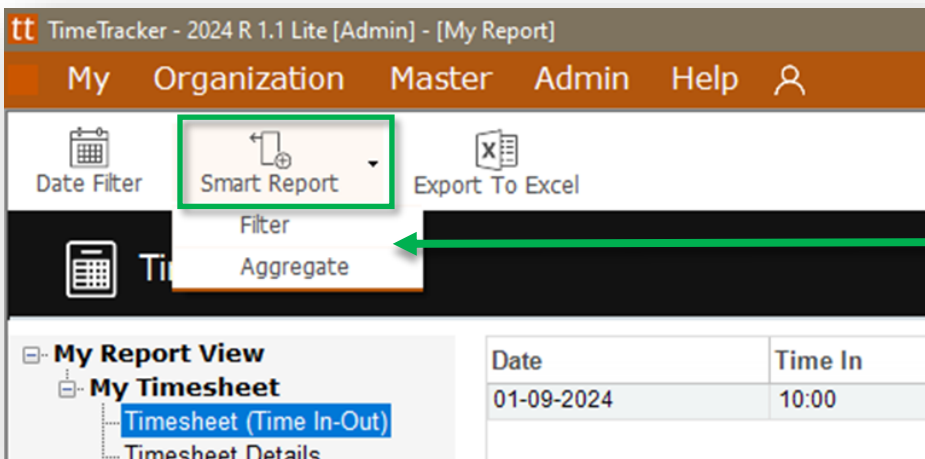 tt TimeTracker - 2024 R 1.1 Lite [Admin] - [My Report]
My Organization Master Admin Help
Date Filter Smart Report Export To Excel
Filter
Aggregate
My Report View
My Timesheet
Timesheet (Time In-Out)
Timesheet Details
Date Time In
01-09-2024 10:00